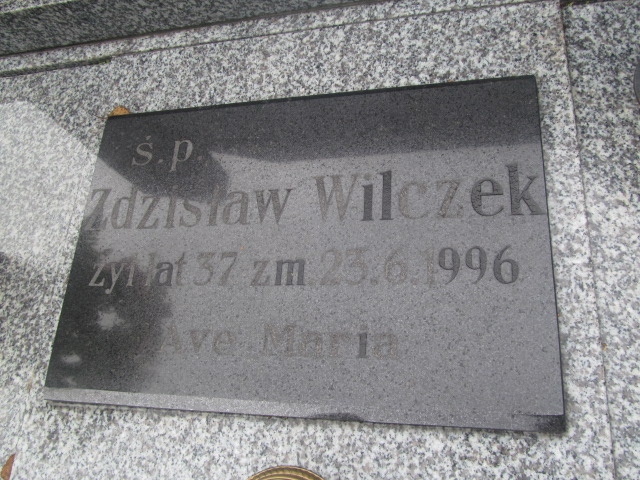 ś.p.
Zdzisław Wilczek
żył lat 37 zm. 23.6.1996
Ave Maria